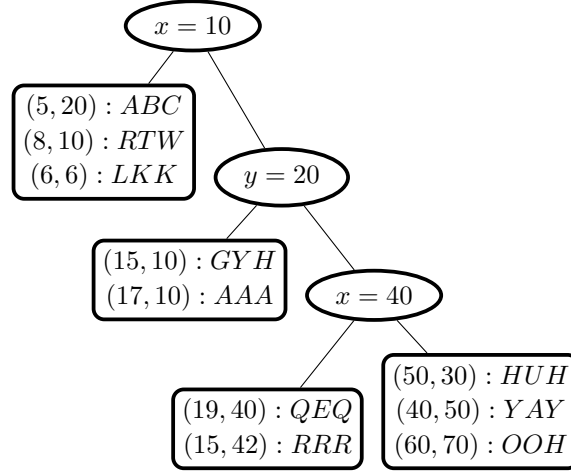 x = 10
(5, 20) : ABC
(8, 10) : RTW
(6, 6) : LKK
y = 20
(15, 10) : GYH
(17, 10) : AAA
x = 40
(19, 40) : QEQ
(15, 42) : RRR
(50, 30) : HUH
(40, 50) : YAY
(60, 70) : OOH